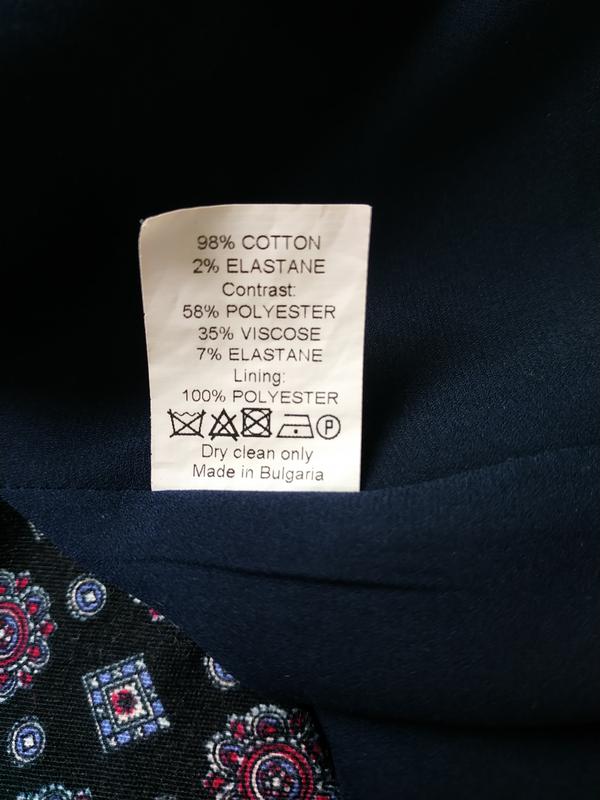 98% COTTON
2% ELASTANE
Contrast:
58% POLYESTER
35% VISCOSE
7% ELASTANE
Lining:
100% POLYESTER
P
Dry clean only
Made in Bulgaria